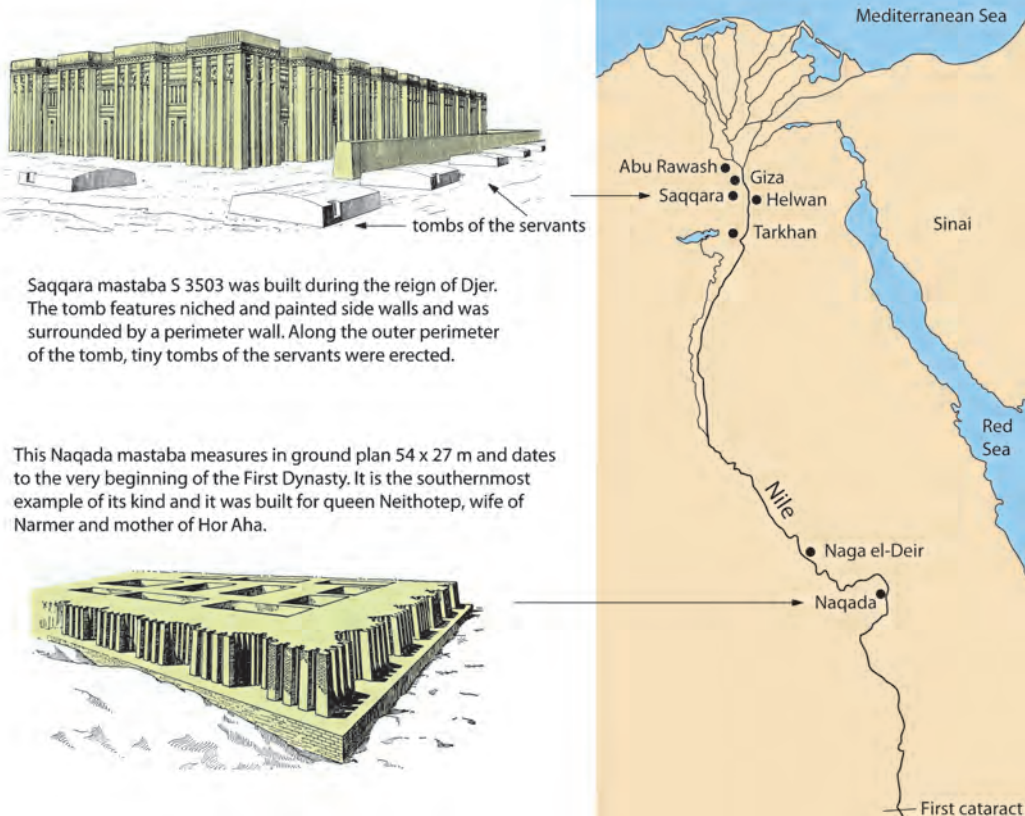 tombs of the servants
Saqqara mastaba S 3503 was built during the reign of Djer.
The tomb features niched and painted side walls and was
surrounded by a perimeter wall. Along the outer perimeter
of the tomb, tiny tombs of the servants were erected.
This Naqada mastaba measures in ground plan 54 x 27 m and dates
to the very beginning of the First Dynasty. It is the southernmost
example of its kind and it was built for queen Neithotep, wife of
Narmer and mother of Hor Aha.
Mediterranean Sea
Abu Rawash
Giza
Saqqara
Helwan
Tarkhan
Sinai
Red
Sea
Nile
Naga el-Deir
Naqada
First cataract